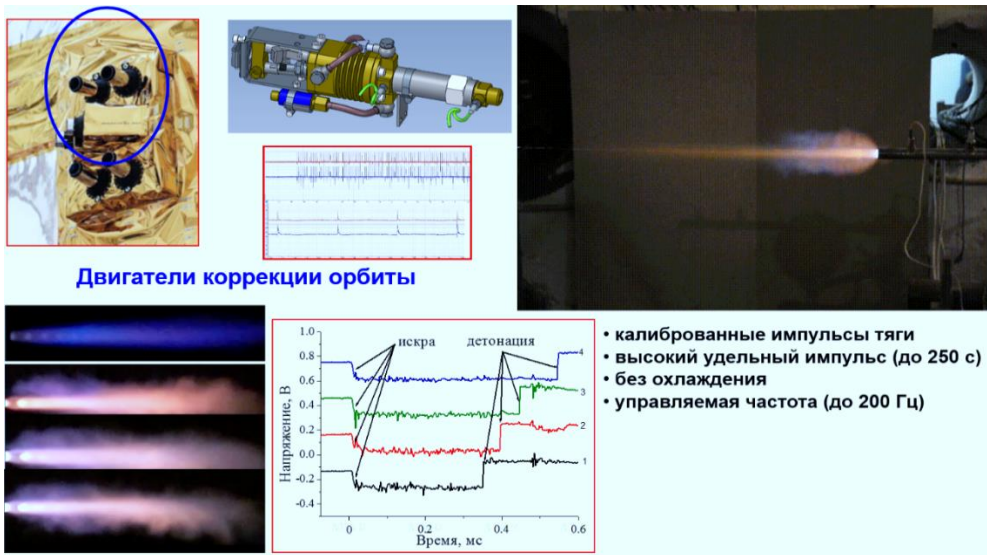 Двигатели коррекции орбиты
• калиброванные импульсы тяги
• высокий удельный импульс (до 250 с)
• без охлаждения
• управляемая частота (до 200 Гц)
искра
детонация
Напряжение, В
1.0
0.8
0.6
0.4
0.2
0.0
-0.2
-0.4
4
3
2
1
0
0.2
0.4
0.6
Время, мс